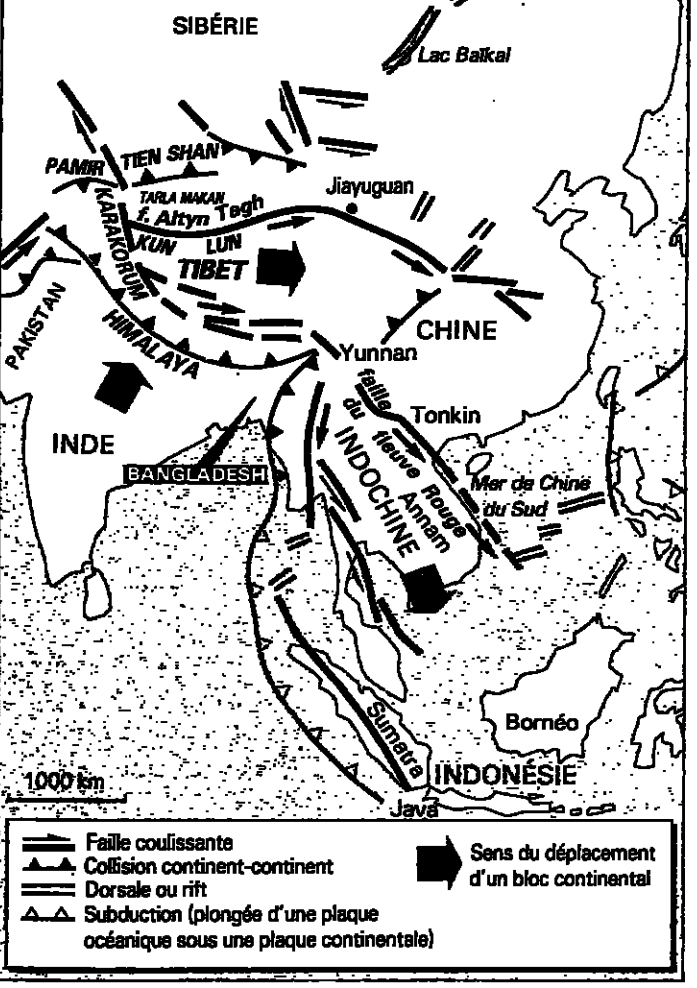 SIBÉRIE
Lac Baïkal
PAMIR
TIEN SHAN
TARLA MAKAN
f. Altyn Tagh
Jiayuguan
KARAKORUM
KUN LUN
TIBET
PAKISTAN
HIMALAYA
CHINE
Yunnan
INDE
BANGLADESH
faille du fleuve Rouge
Tonkin
INDOCHINE
Annam
Mer de Chine
du Sud
Sumatra
Bornéo
INDONÉSIE
Java
1000 km
Faille coulissante
Collision continent-continent
Dorsale ou rift
Subduction (plongée d'une plaque
océanique sous une plaque continentale)
Sens du déplacement
d'un bloc continental